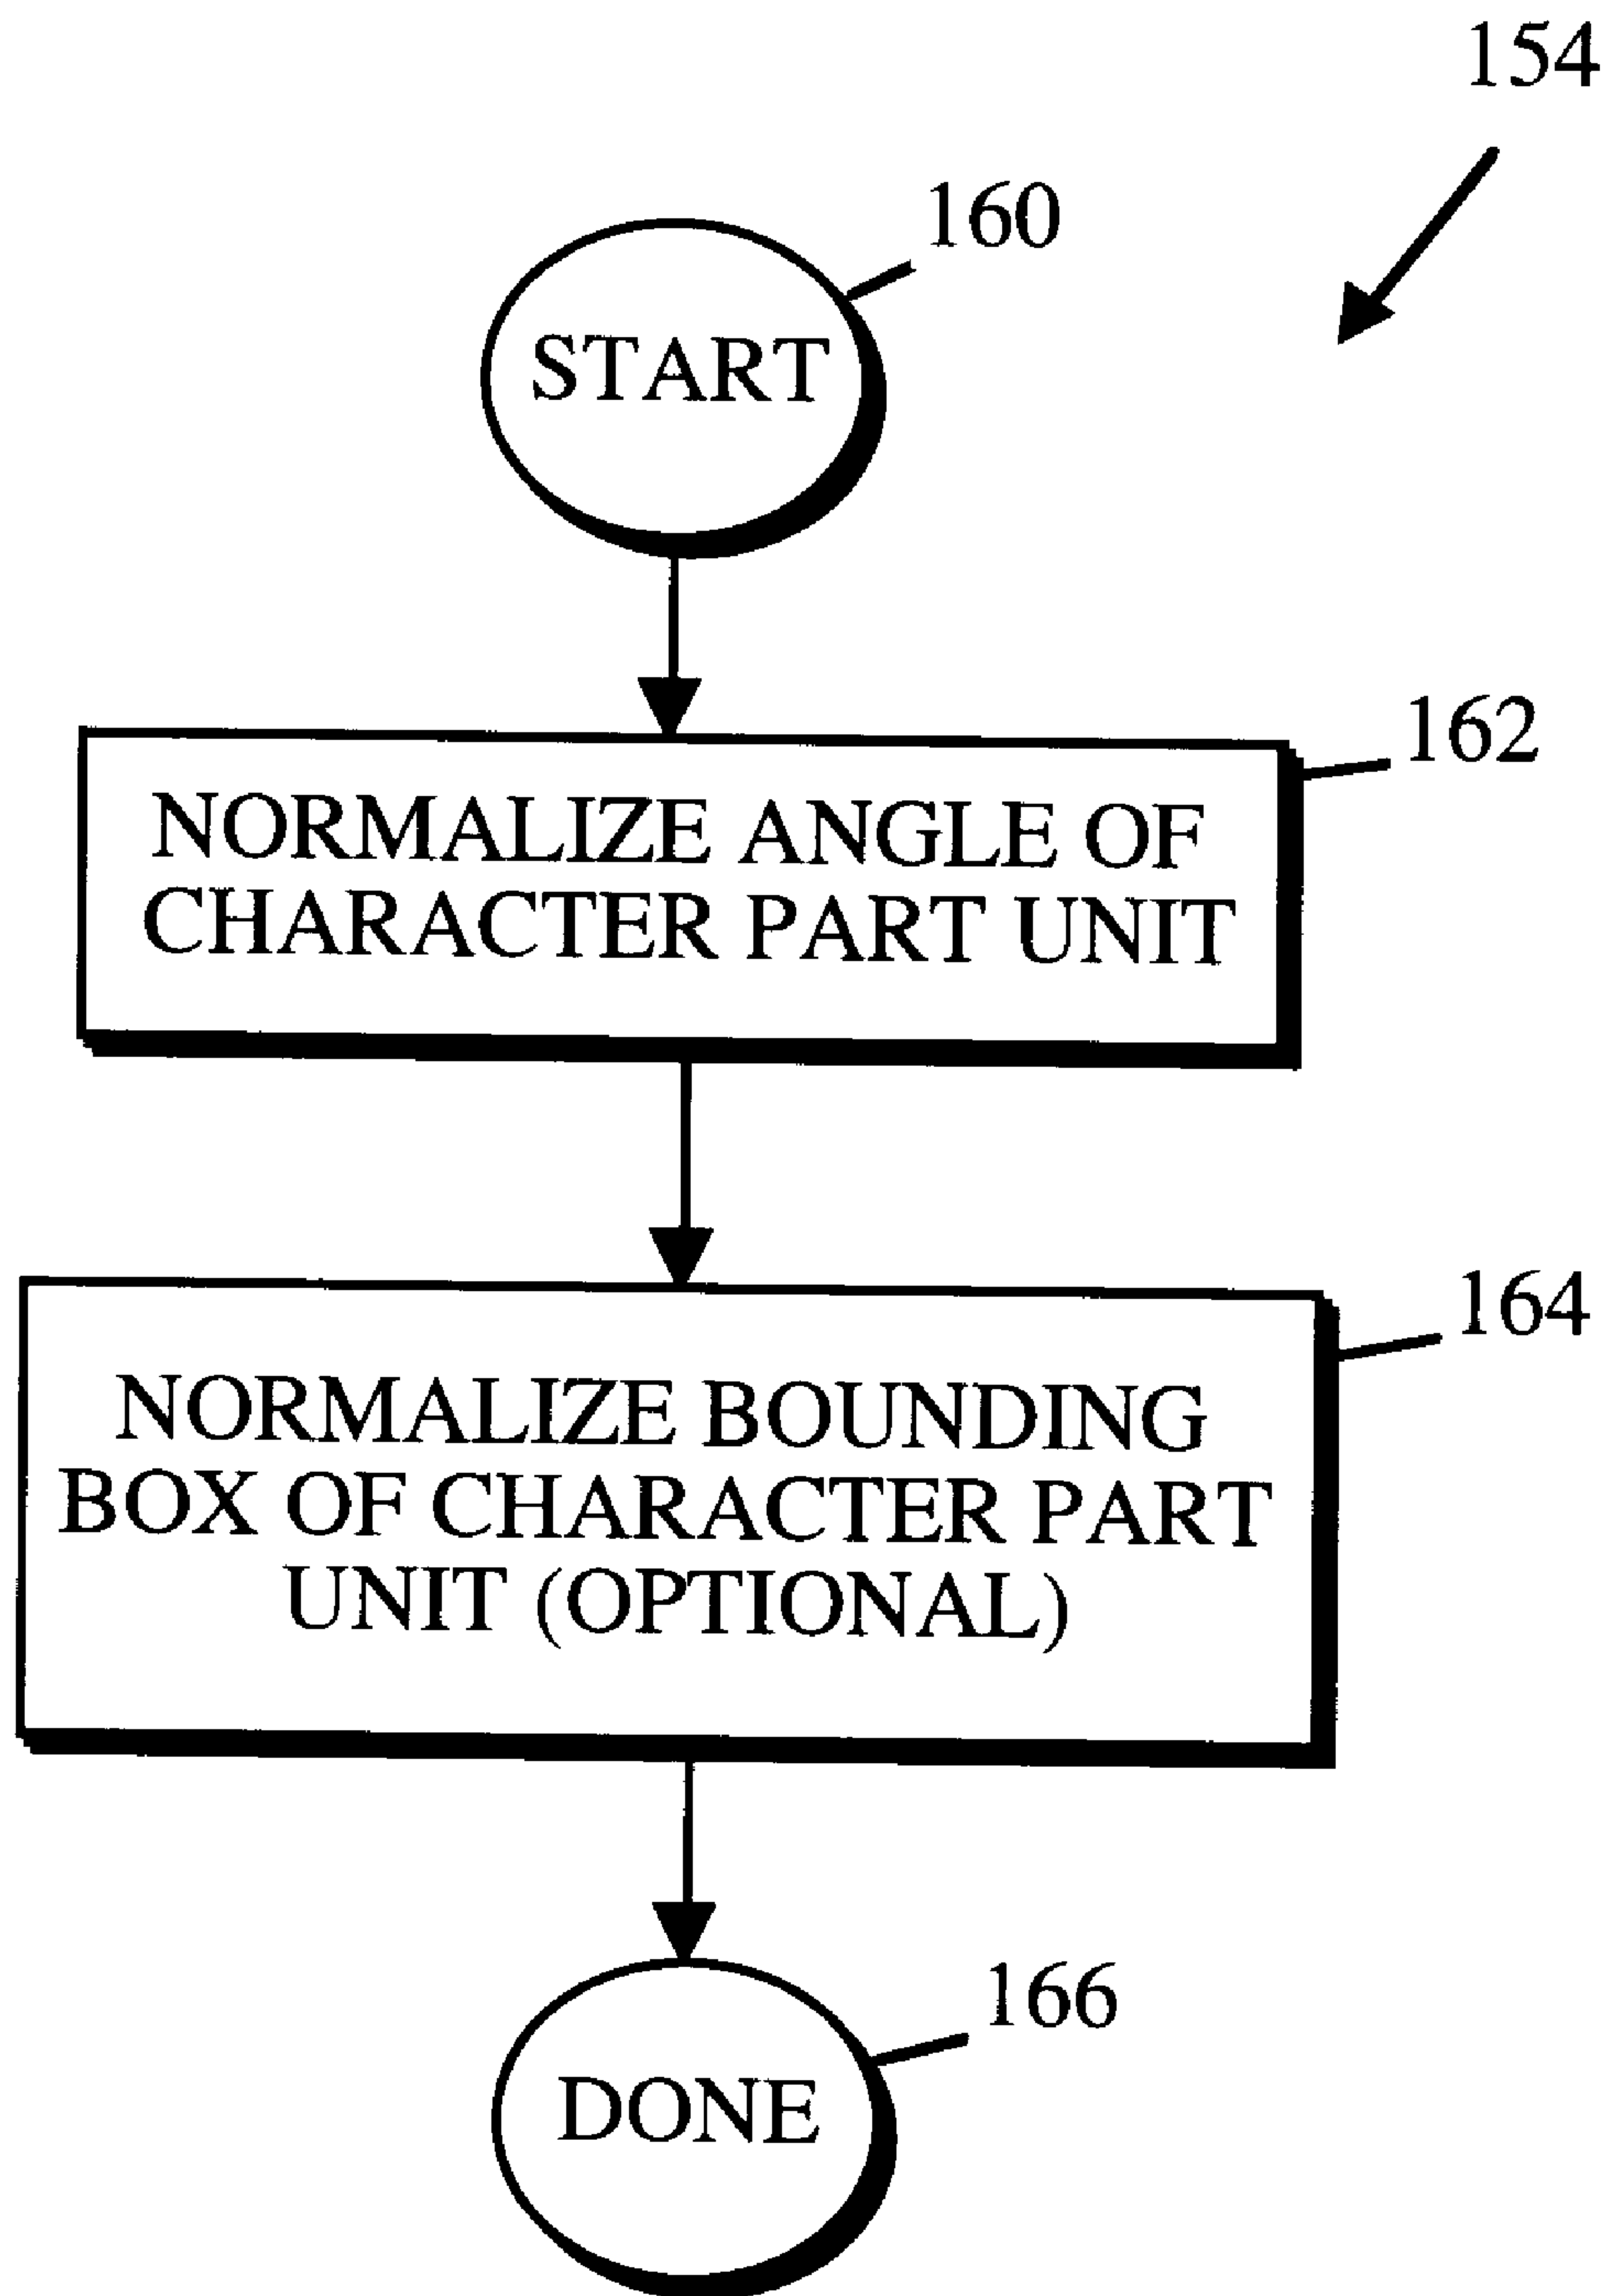 154
160
START
162
NORMALIZE ANGLE OF
CHARACTER PART UNIT
164
NORMALIZE BOUNDING
BOX OF CHARACTER PART
UNIT (OPTIONAL)
166
DONE